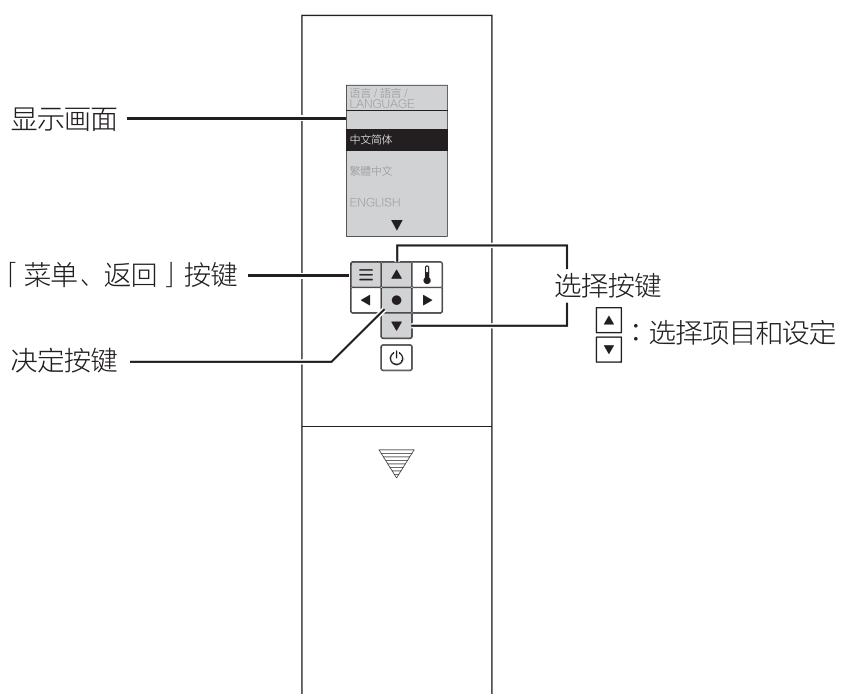 显示画面
语言 / 語言 /
LANGUAGE
中文简体
繁體中文
ENGLISH
「菜单、返回」按键
选择按键
：选择项目和设定
决定按键